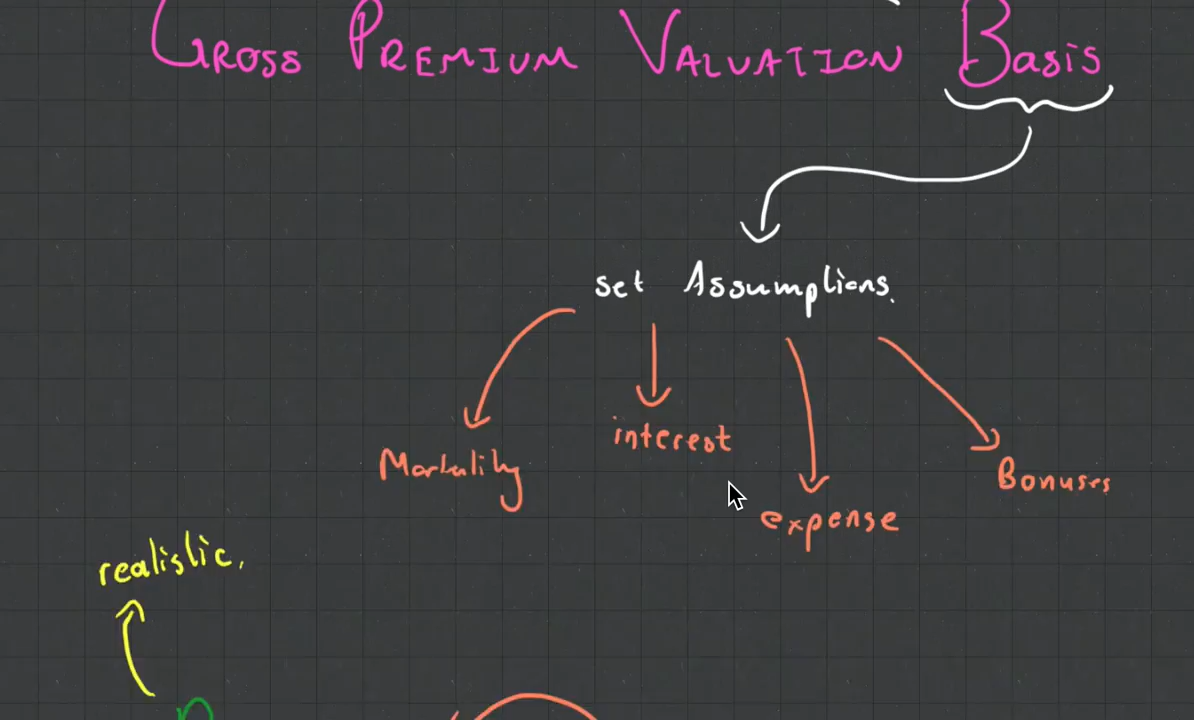 GROSS PREMIUM VALUATION Basis
set Assumptions.
Mortality
interest
expense
Bonuses
realistic.